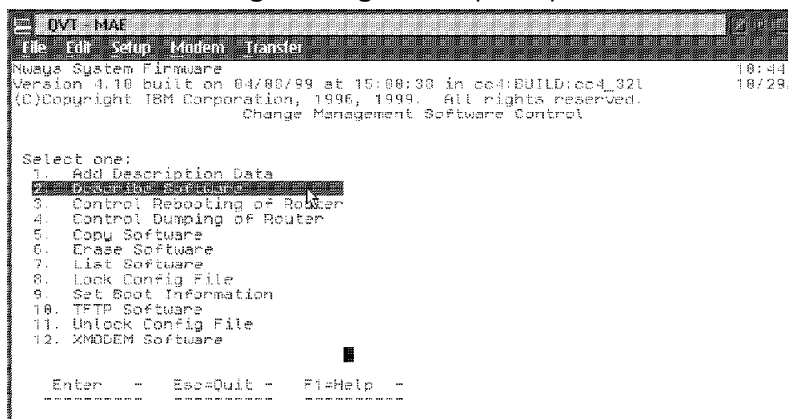 QVT - MAE
File Edit Setup Modem Transfer
Nways System Firmware 10:44
Version 4.10 built on 04/08/99 at 15:08:30 in cc4:BUILD:cc4_32l 10/29
(C)Copyright IBM Corporation, 1996, 1999. All rights reserved.
Change Management Software Control
Select one:
1. Add Description Data
2. Describe Software
3. Control Rebooting of Router
4. Control Dumping of Router
5. Copy Software
6. Erase Software
7. List Software
8. Lock Config File
9. Set Boot Information
10. TFTP Software
11. Unlock Config File
12. XMODEM Software
Enter - Esc=Quit - F1=Help -